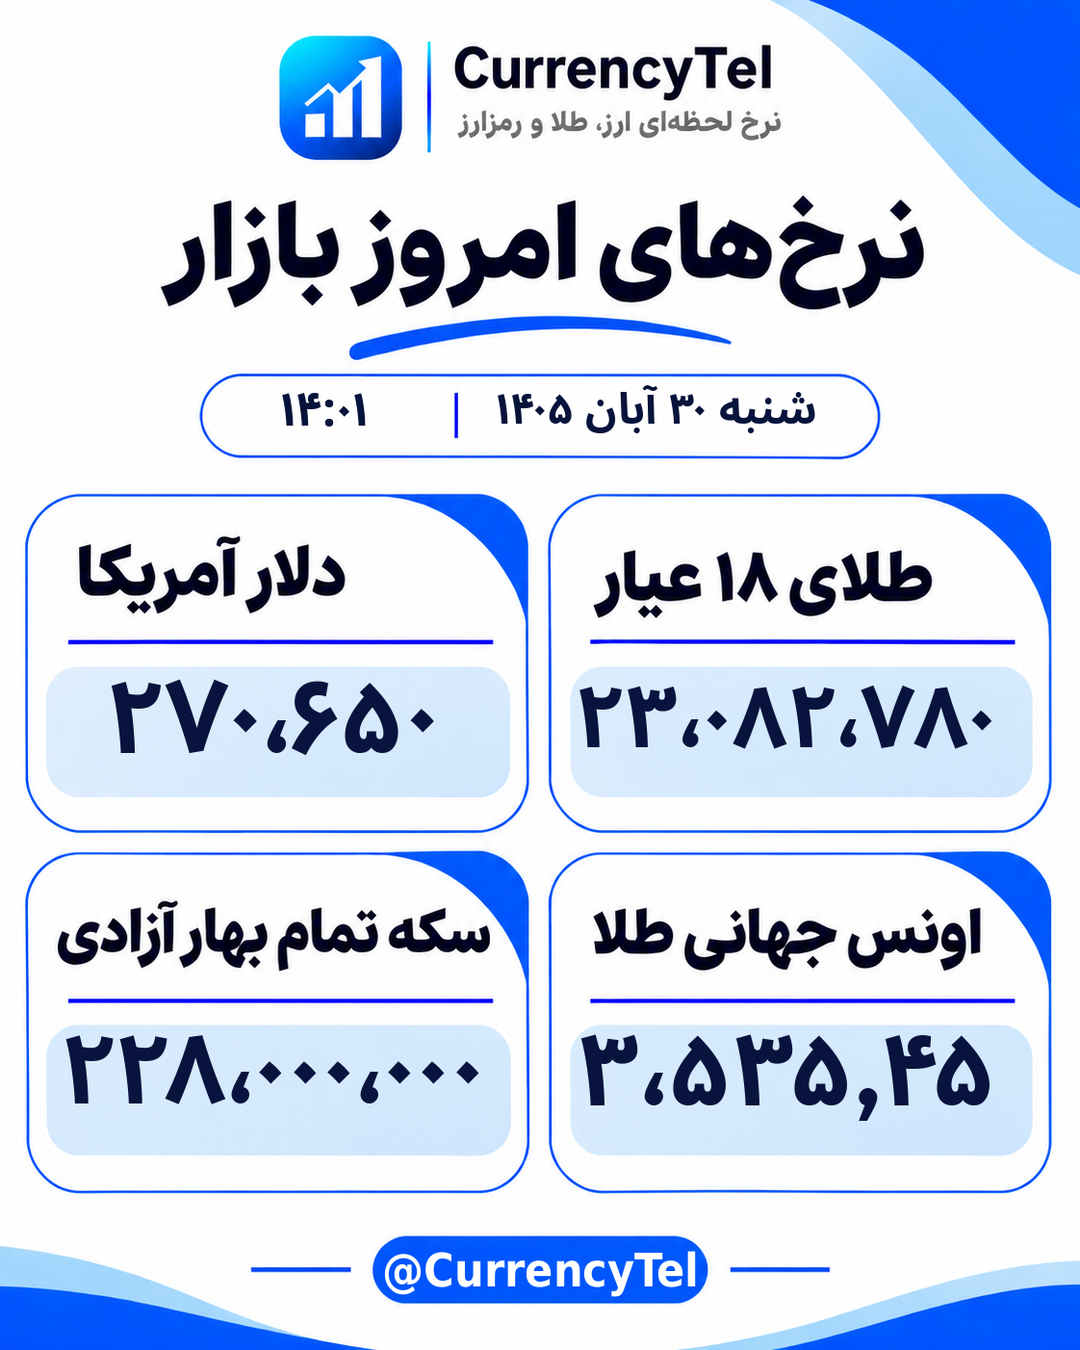 CurrencyTel
نرخ لحظه‌ای ارز، طلا و رمزارز
نرخ‌های امروز بازار
شنبه ۳۰ آبان ۱۴۰۵ | ۱۴:۰۱
طلای ۱۸ عیار
۲۳،۰۸۲،۷۸۰
دلار آمریکا
۲۷۰،۶۵۰
اونس جهانی طلا
۳،۵۳۵,۴۵
سکه تمام بهار آزادی
۲۲۸،۰۰۰،۰۰۰
@CurrencyTel